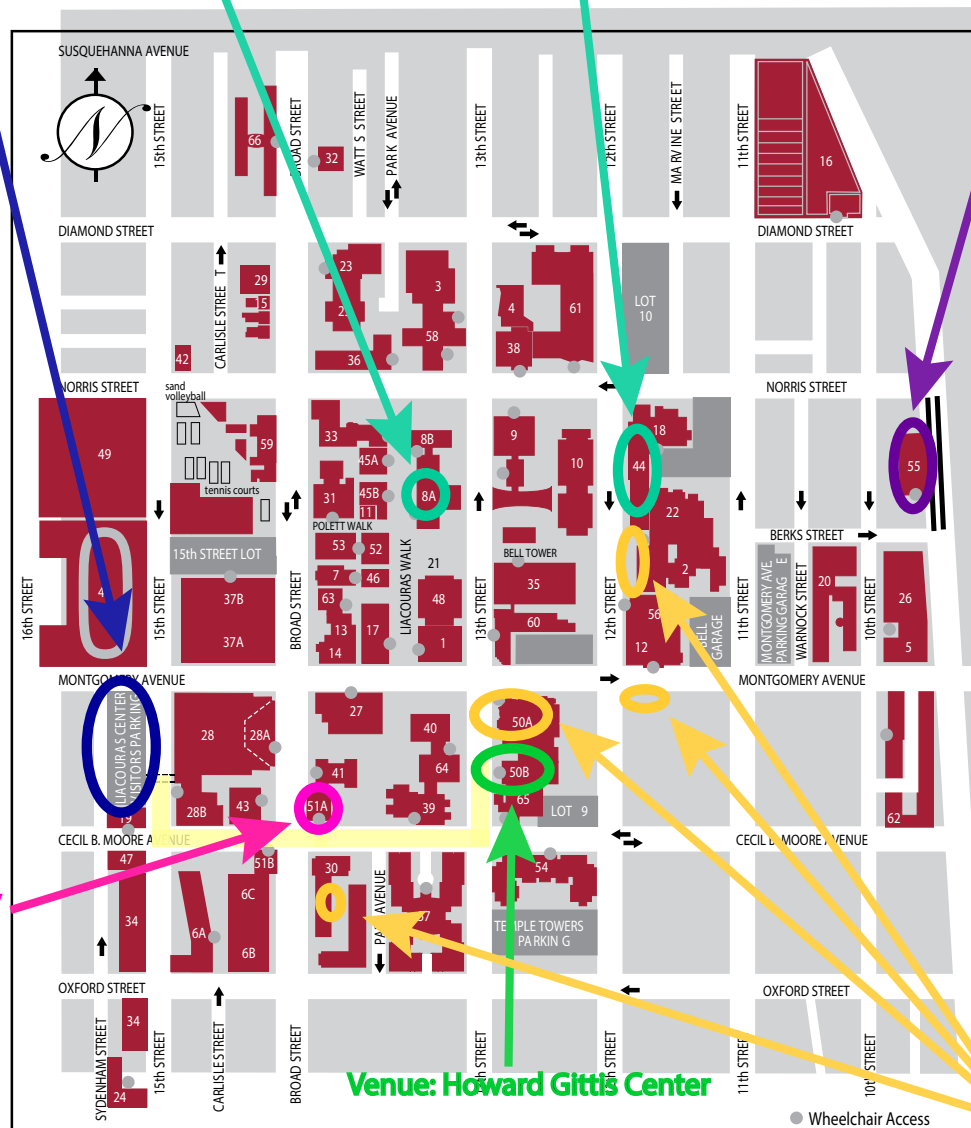 SUSQUEHANNA AVENUE
N
15th STREET
BROAD STREET
WATT S STREET
PARK AVENUE
13th STREET
12th STREET
MA RV INE STREET
11th STREET
66
32
16
DIAMOND STREET
DIAMOND STREET
CARLISLE STREE T
29
15
42
23
25
3
58
36
4
38
61
LOT
10
NORRIS STREET
NORRIS STREET
sand
volleyball
tennis courts
49
59
33
45A
45B
11
31
8B
8A
9
10
18
44
22
2
55
POLETT WALK
BELL TOWER
BERKS STREET
16th STREET
15th STREET
15th STREET LOT
37B
37A
BROAD STREET
53
52
7
46
63
13
14
17
LIACOURAS WALK
21
48
1
13th STREET
35
60
12th STREET
56
12
BELL
GARAGE
11th STREET
MONTGOMERY AVE
PARKING GARAG E
WARNOCK STREET
20
10th STREET
26
5
MONTGOMERY AVENUE
MONTGOMERY AVENUE
LIACOURAS CENTER
VISITORS PARKING
19
28
28A
28B
43
27
41
51A
40
64
39
50A
50B
65
LOT 9
62
CECIL B. MOORE AVENUE
CECIL B. MOORE AVENUE
47
34
6A
51B
6C
6B
30
PARK AVENUE
54
TEMPLE TOWERS
PARKIN G
OXFORD STREET
OXFORD STREET
34
24
SYDENHAM STREET
15th STREET
CARLISLE STREET
BROAD STREET
11th STREET
10th STREET
Venue: Howard Gittis Center
Wheelchair Access